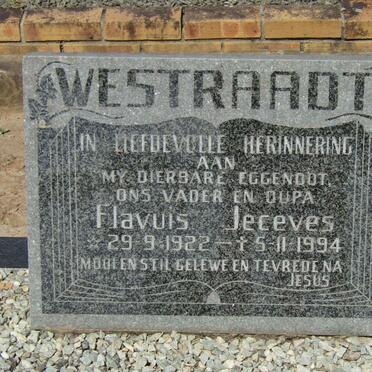 WESTRAADT
IN LIEFDEVOLLE HERINNERING
AAN
MY DIERBARE EGGENOOT,
ONS VADER EN OUPA
Flavuis Jeceves
☆ 29-9-1922 – † 5-11-1994
MOOI EN STIL GELEWE EN TEVREDE NA
JESUS